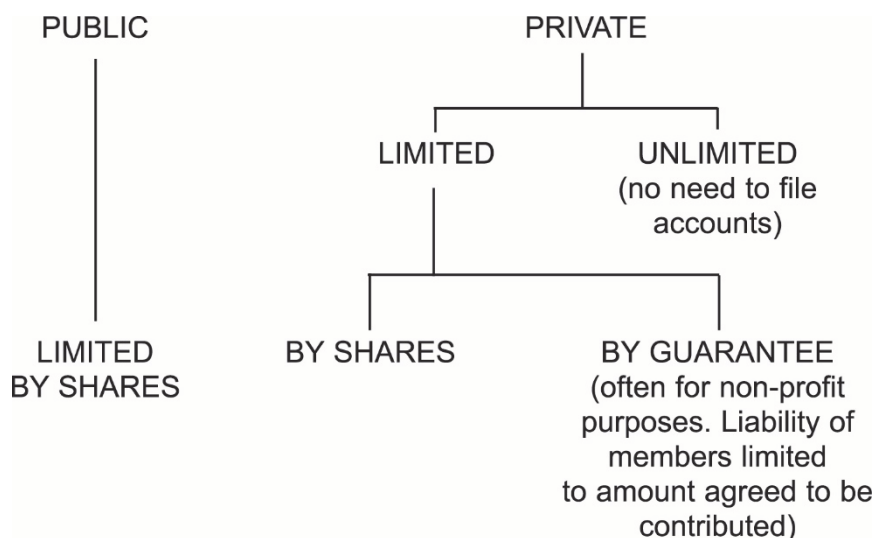 PUBLIC
PRIVATE
LIMITED
UNLIMITED
(no need to file
accounts)
LIMITED
BY SHARES
BY SHARES
BY GUARANTEE
(often for non-profit
purposes. Liability of
members limited
to amount agreed to be
contributed)